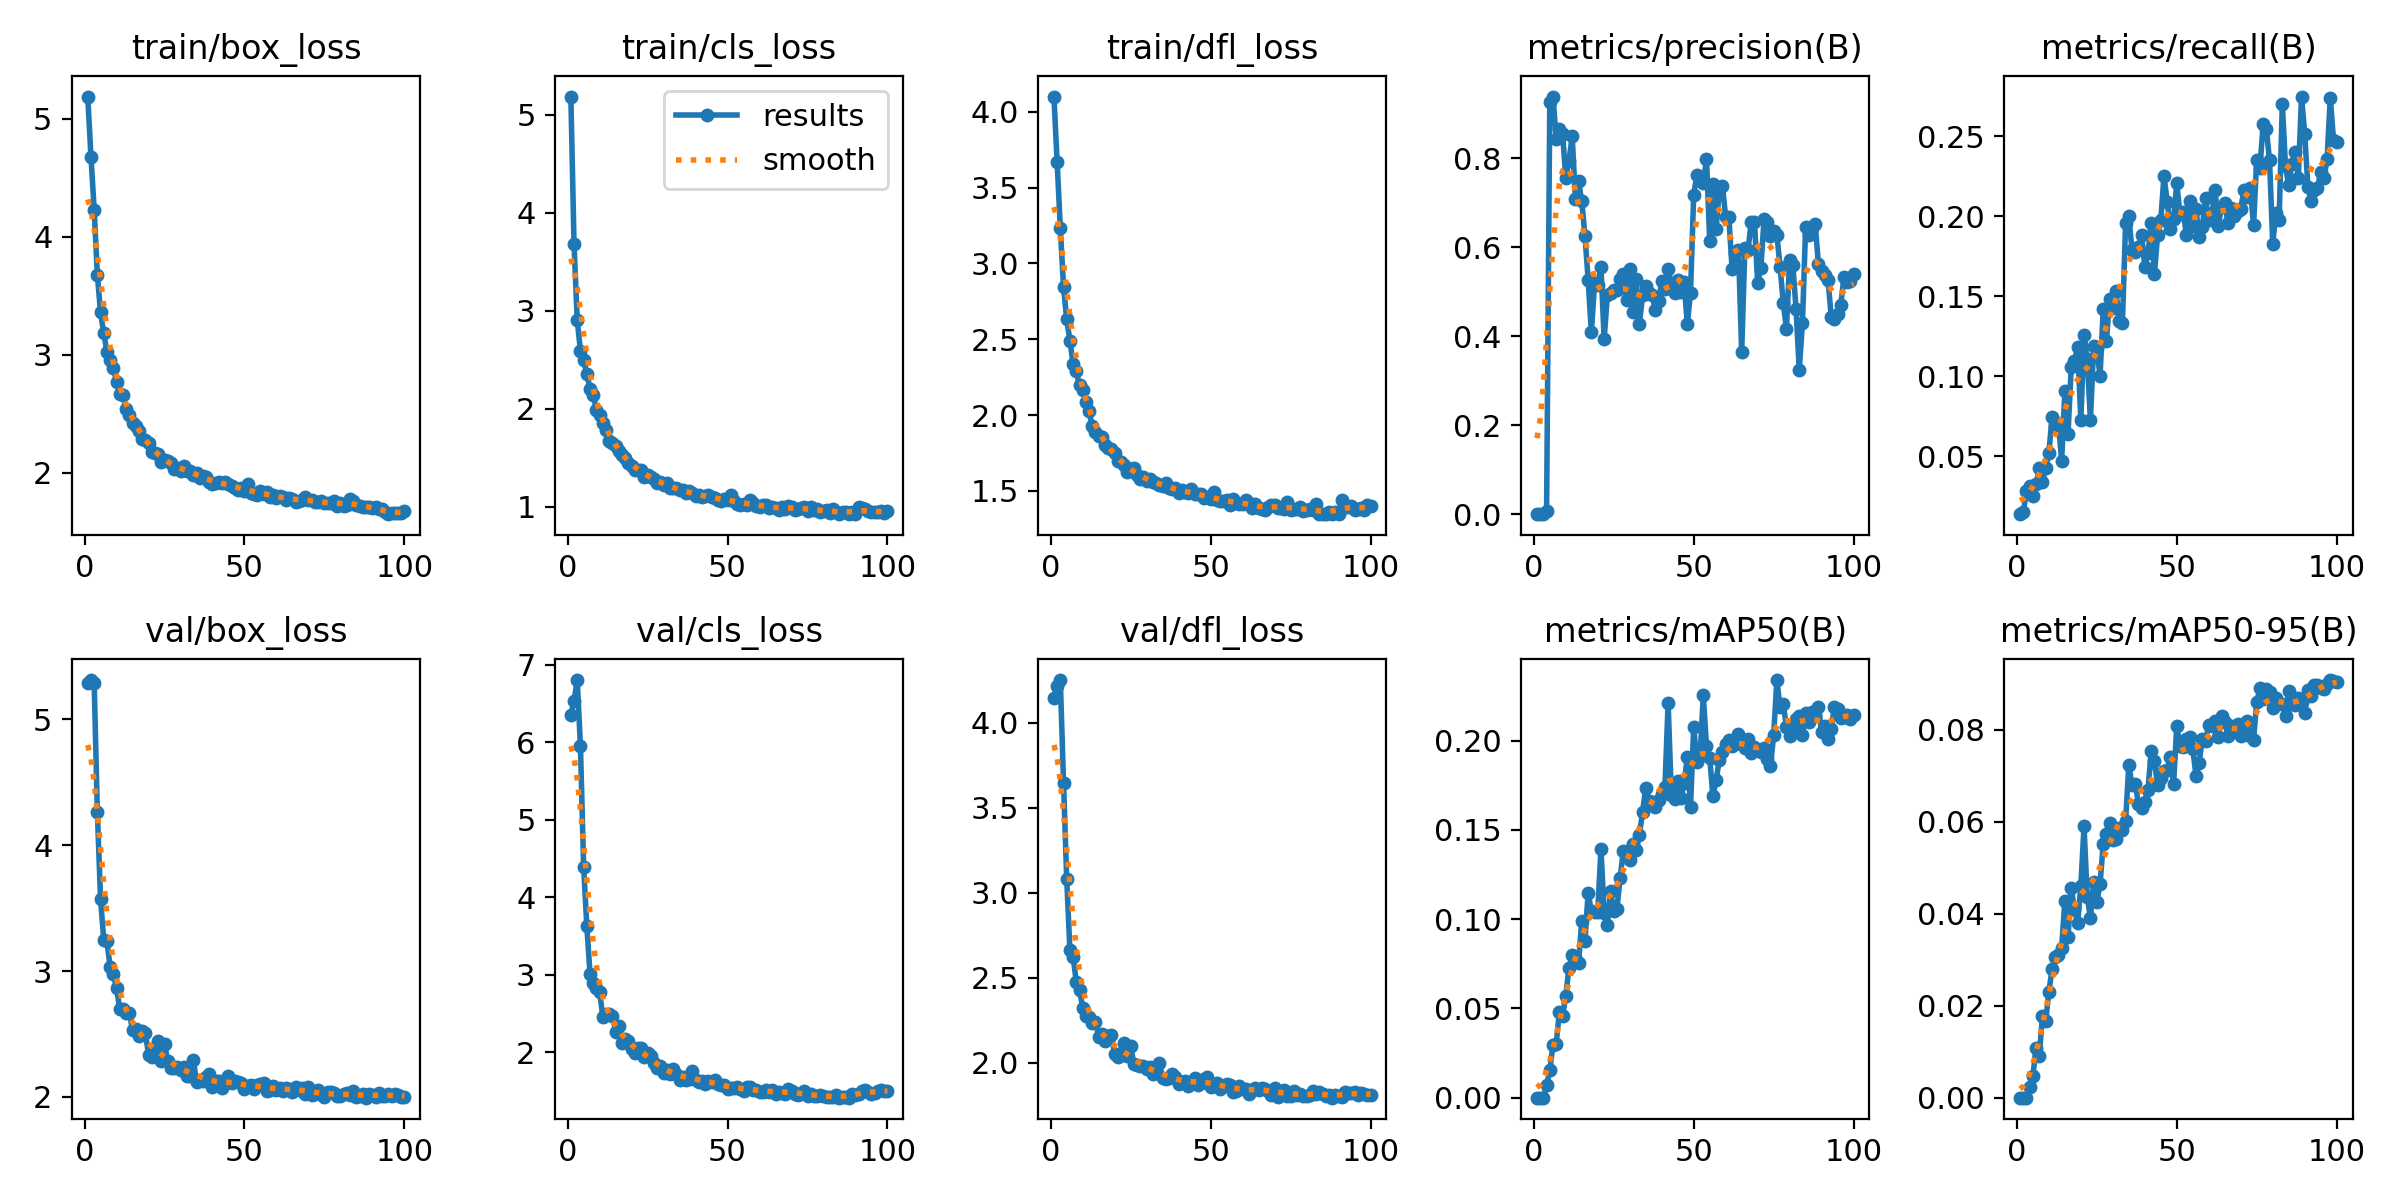 train/box_loss
5
4
3
2
0 50 100
train/cls_loss
results
smooth
5
4
3
2
1
0 50 100
train/dfl_loss
4.0
3.5
3.0
2.5
2.0
1.5
0 50 100
metrics/precision(B)
0.8
0.6
0.4
0.2
0.0
0 50 100
metrics/recall(B)
0.25
0.20
0.15
0.10
0.05
0 50 100
val/box_loss
5
4
3
2
0 50 100
val/cls_loss
7
6
5
4
3
2
0 50 100
val/dfl_loss
4.0
3.5
3.0
2.5
2.0
0 50 100
metrics/mAP50(B)
0.20
0.15
0.10
0.05
0.00
0 50 100
metrics/mAP50-95(B)
0.08
0.06
0.04
0.02
0.00
0 50 100